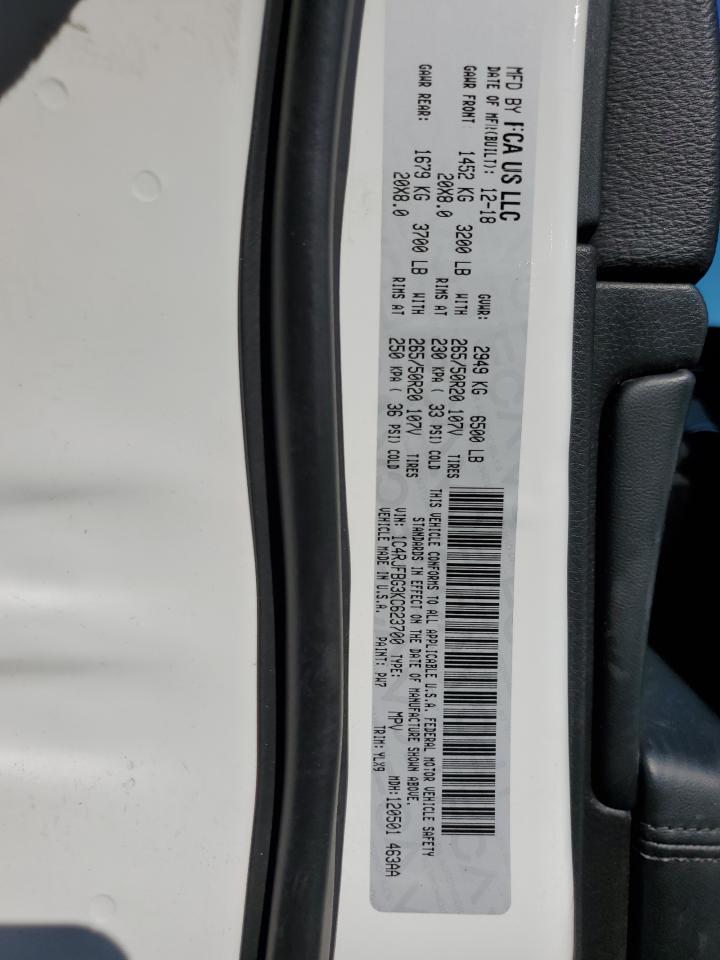 MFD BY FCA US LLC
DATE OF MFR(BUILT): 12-18 GVWR: 2949 KG 6500 LB
GAWR FRONT: 1452 KG 3200 LB WITH 265/50R20 107V TIRES
20X8.0 RIMS AT 230 KPA ( 33 PSI) COLD
GAWR REAR: 1679 KG 3700 LB WITH 265/50R20 107V TIRES
20X8.0 RIMS AT 250 KPA ( 36 PSI) COLD
THIS VEHICLE CONFORMS TO ALL APPLICABLE U.S.A. FEDERAL MOTOR VEHICLE SAFETY
STANDARDS IN EFFECT ON THE DATE OF MANUFACTURE SHOWN ABOVE.
VIN: 1C4RJFBG3KC623700 TYPE: MPV MDH:120501 463AA
VEHICLE MADE IN U.S.A. PAINT: PW7 TRIM:YLX9